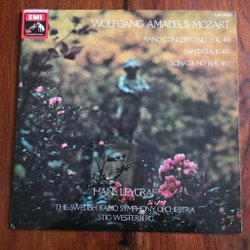 EMI
WOLFGANG AMADEUS MOZART
PIANO CONCERTO NO 13, K. 414
FANTASIA, K. 475
SONATA NO 14, K. 457
HANS LEYGRAF
THE SWEDISH RADIO SYMPHONY ORCHESTRA
STIG WESTERBERG